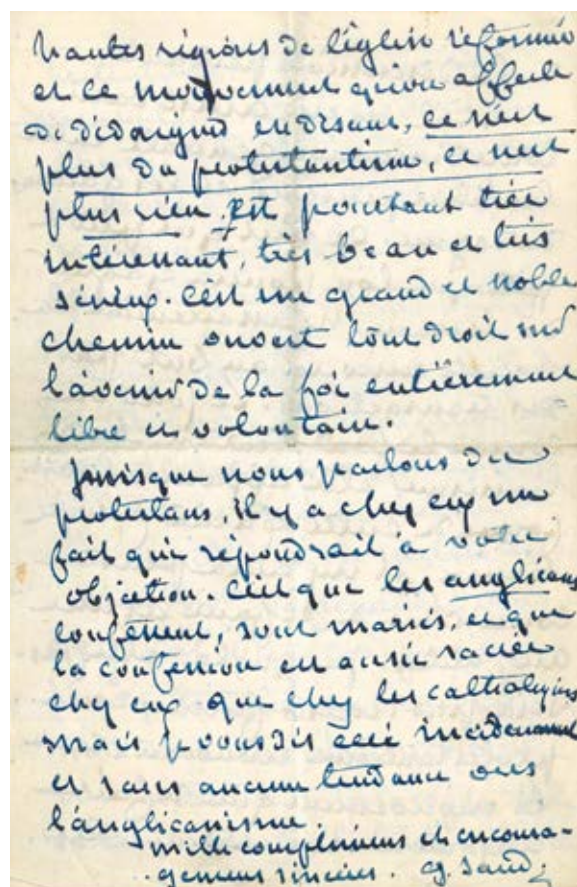 hautes régions de l'église réformée
et ce mouvement qu'on affecte
de dédaigner en disant, ce n'est
plus du protestantisme, ce n'est
plus rien, est pourtant très
intéressant, très beau et très
sérieux. C'est un grand et noble
chemin ouvert tout droit sur
l'avenir de la foi entièrement
libre et volontaire.
Puisque nous parlons des
protestans, il y a chez eux un
fait qui répondrait à votre
objection. C'est que les anglicans
confessent, sont mariés, et que
la confession est aussi sacrée
chez eux que chez les catholiques
mais je vous dis ceci incidemment
et sans aucune tendance vers
l'anglicanisme.
mille complimens et encoura-
gemens sincères. G. Sand